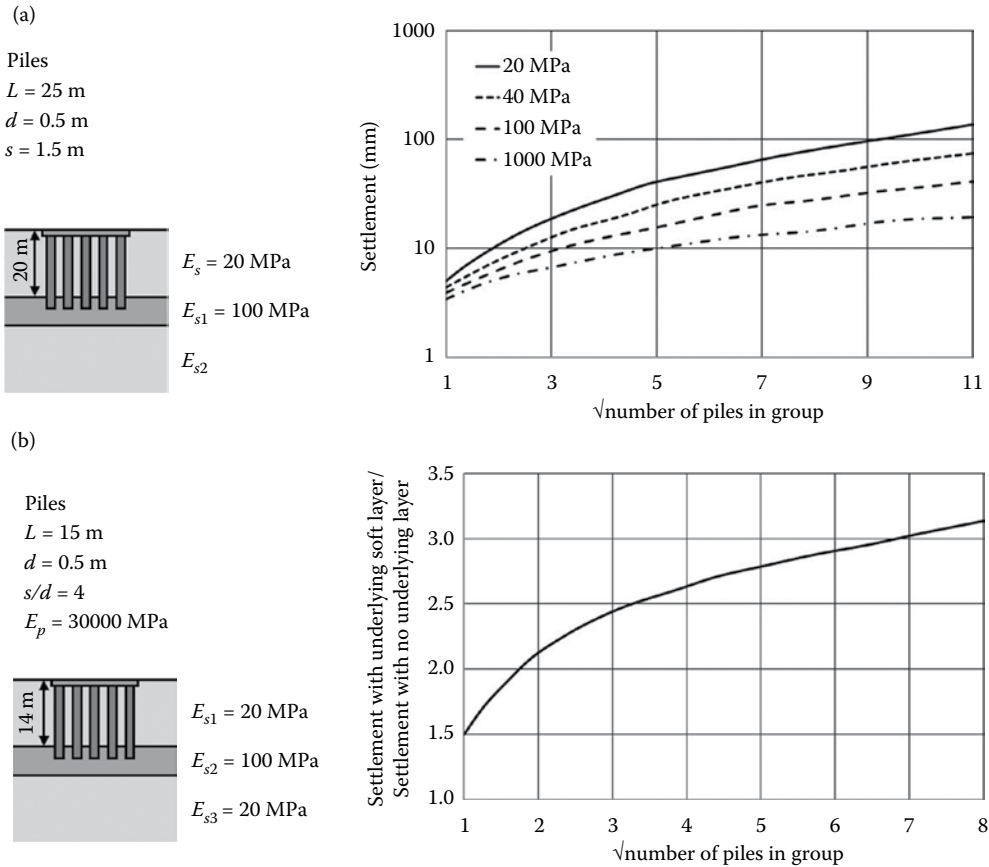 (a)
Piles
L = 25 m
d = 0.5 m
s = 1.5 m
20 m
E_s = 20 MPa
E_s1 = 100 MPa
E_s2
Settlement (mm)
1000
100
10
1
20 MPa
40 MPa
100 MPa
1000 MPa
1 3 5 7 9 11
√number of piles in group
(b)
Piles
L = 15 m
d = 0.5 m
s/d = 4
E_p = 30000 MPa
14 m
E_s1 = 20 MPa
E_s2 = 100 MPa
E_s3 = 20 MPa
Settlement with underlying soft layer/
Settlement with no underlying layer
3.5
3.0
2.5
2.0
1.5
1.0
1 2 3 4 5 6 7 8
√number of piles in group